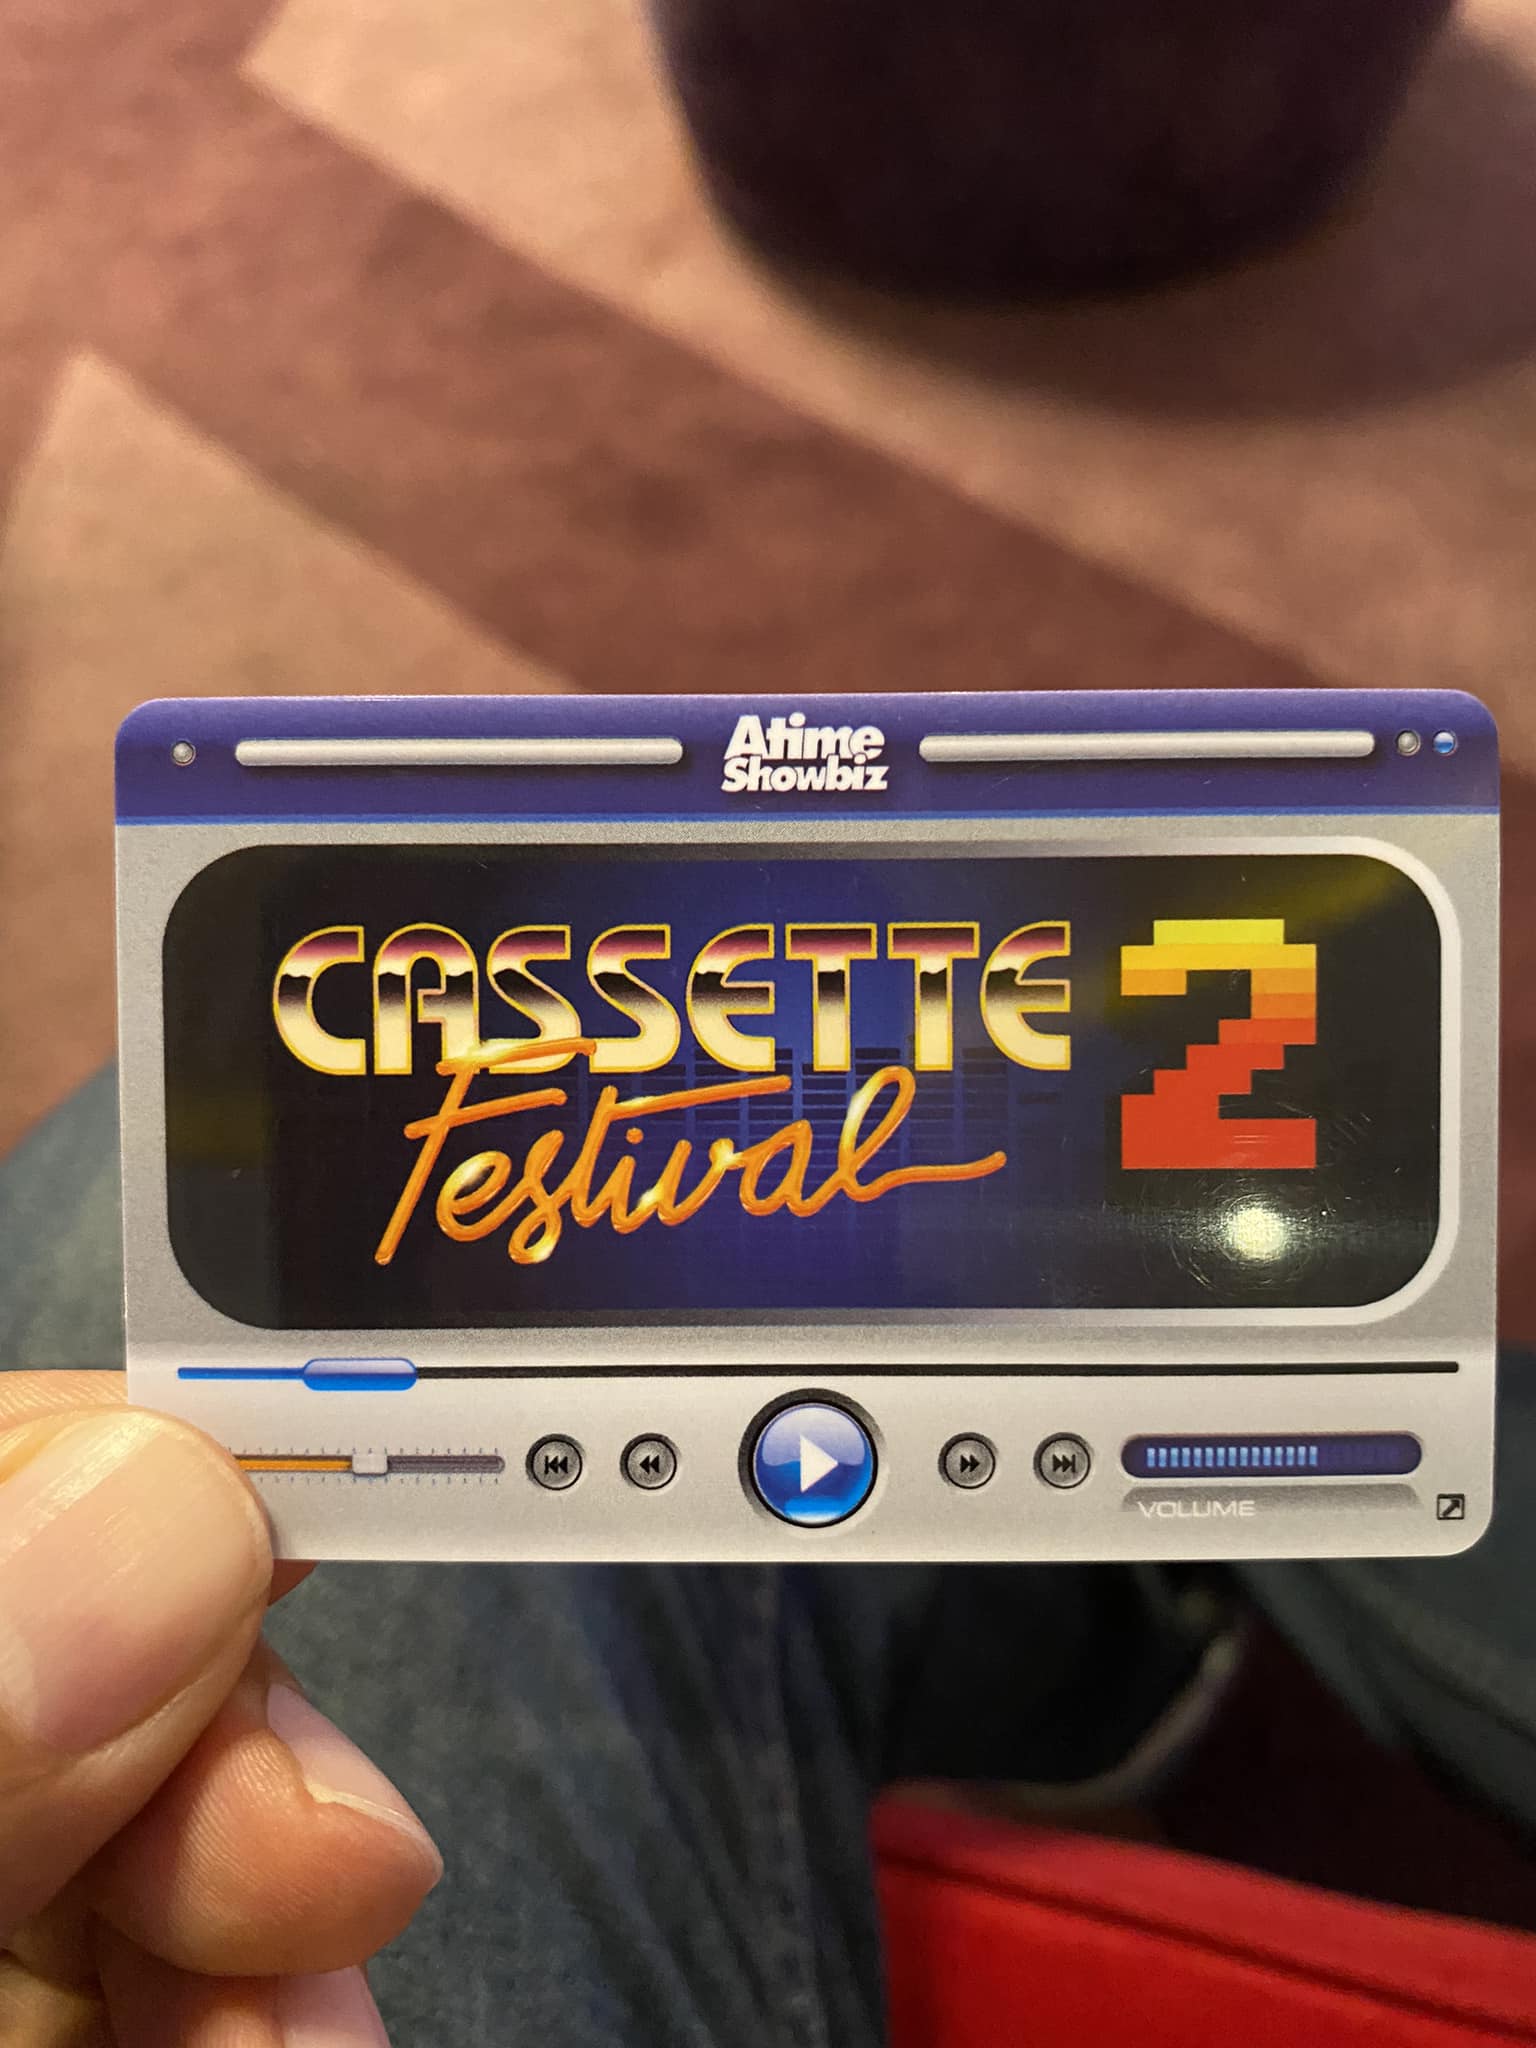 Atime
Showbiz
CASSETTE 2
Festival
VOLUME